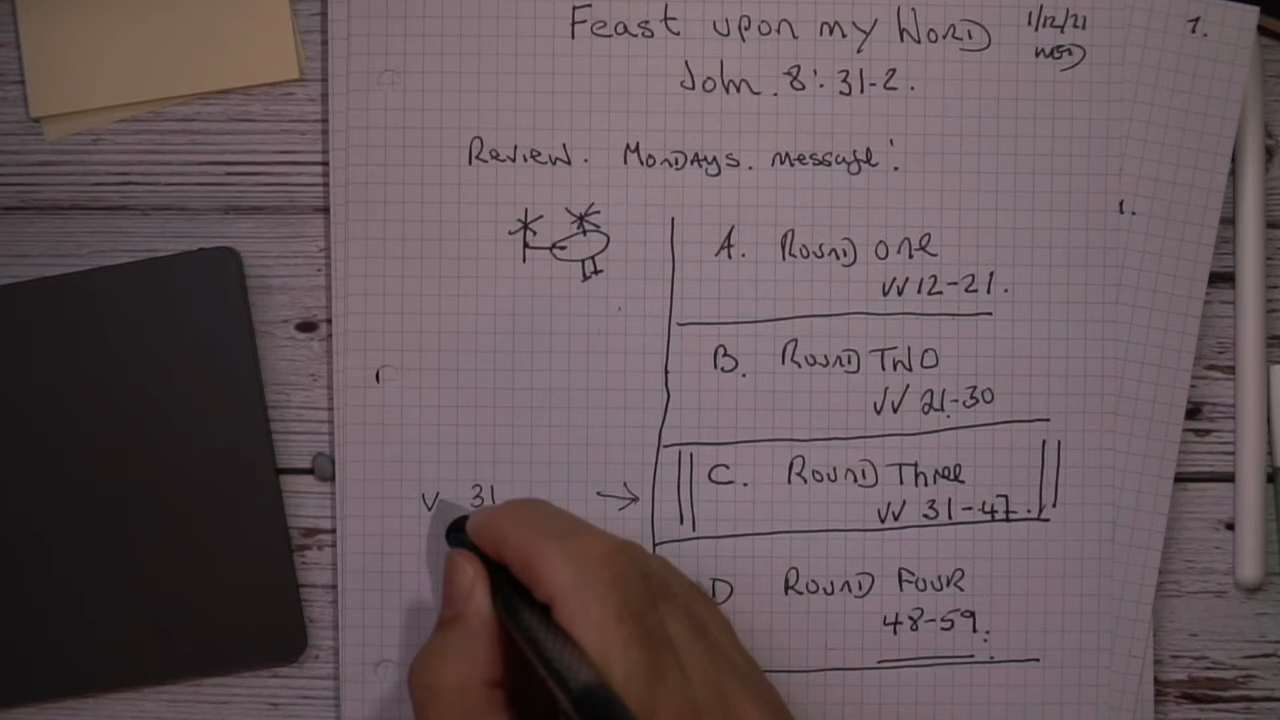 Feast upon my Word 1/12/21 1.
WED
John. 8: 31-2.
Review. Mondays. message:
1.
A. Round one
vv 12-21.
B. Round Two
vv 21-30
C. Round Three
vv 31-47.
v 31 →
D Round Four
48-59.